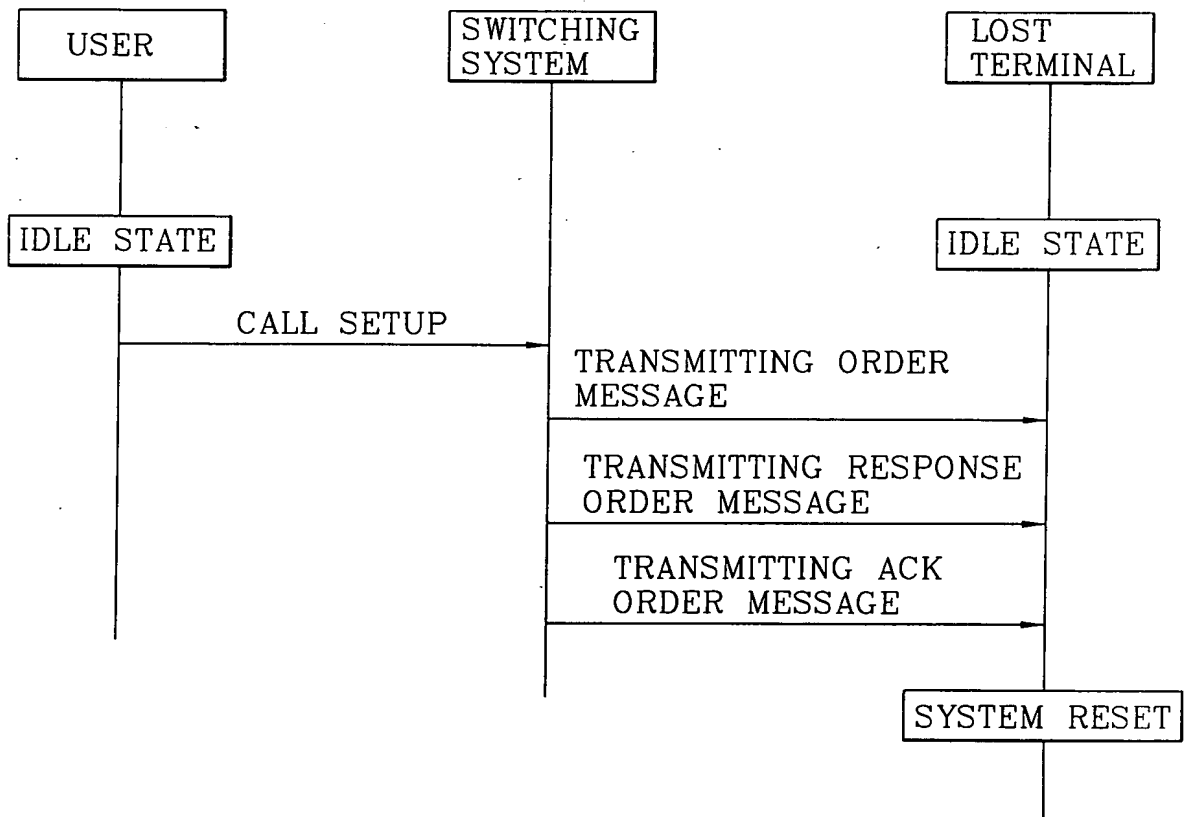 USER
SWITCHING
SYSTEM
LOST
TERMINAL
IDLE STATE
IDLE STATE
CALL SETUP
TRANSMITTING ORDER
MESSAGE
TRANSMITTING RESPONSE
ORDER MESSAGE
TRANSMITTING ACK
ORDER MESSAGE
SYSTEM RESET